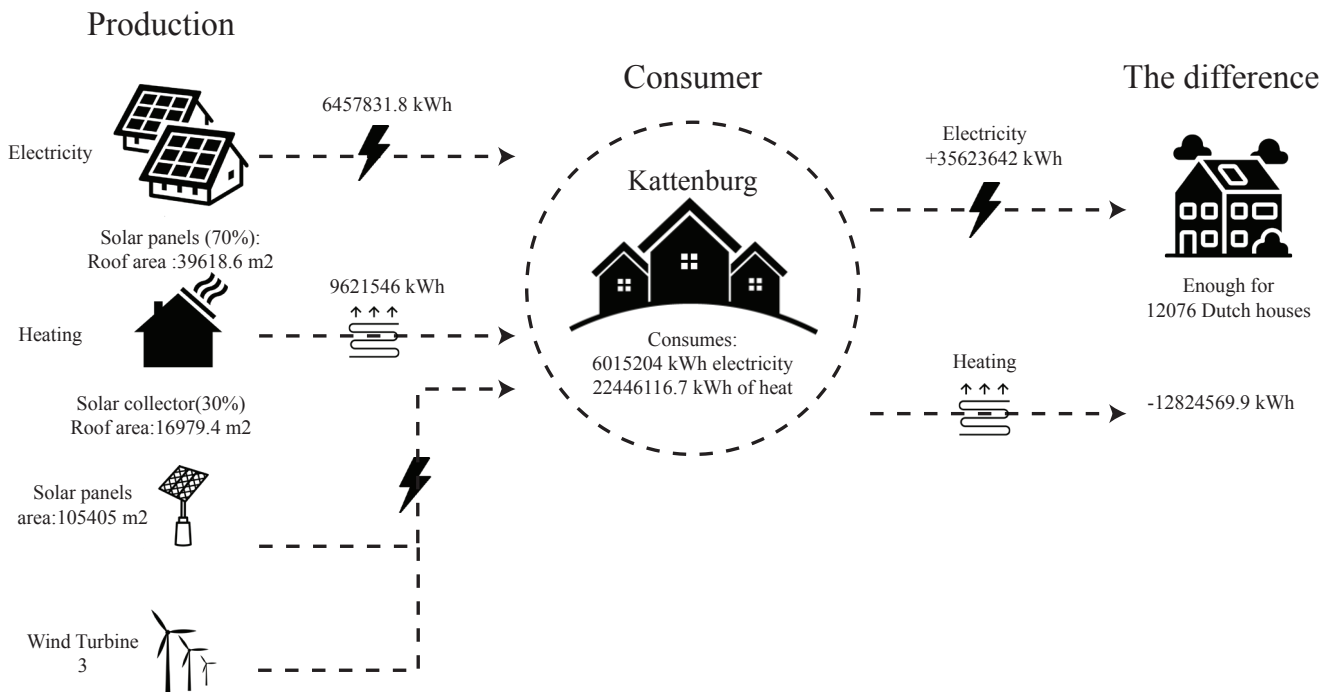 Production
Consumer
The difference
Electricity
6457831.8 kWh
Solar panels (70%):
Roof area :39618.6 m2
Heating
9621546 kWh
Solar collector(30%)
Roof area:16979.4 m2
Solar panels
area:105405 m2
Wind Turbine
3
Kattenburg
Consumes:
6015204 kWh electricity
22446116.7 kWh of heat
Electricity
+35623642 kWh
Enough for
12076 Dutch houses
Heating
-12824569.9 kWh